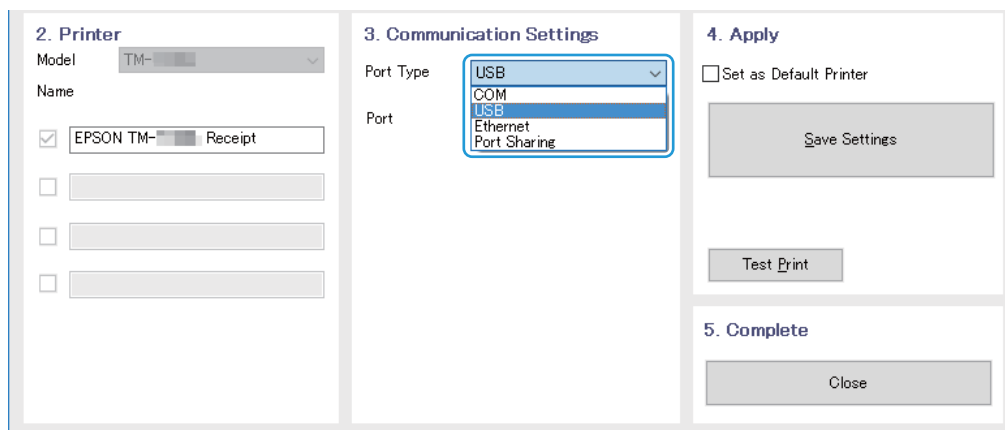 2. Printer
Model TM-
Name
EPSON TM- Receipt
3. Communication Settings
Port Type USB
COM
USB
Ethernet
Port Sharing
Port
4. Apply
Set as Default Printer
Save Settings
Test Print
5. Complete
Close